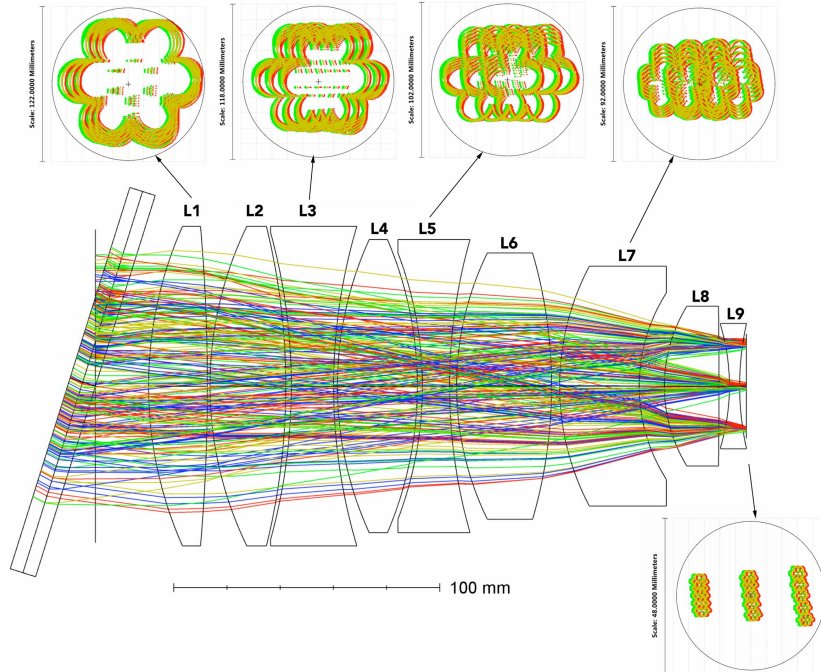 Scale: 122.0000 Millimeters
Scale: 118.0000 Millimeters
Scale: 102.0000 Millimeters
Scale: 92.0000 Millimeters
L1
L2
L3
L4
L5
L6
L7
L8
L9
100 mm
Scale: 48.0000 Millimeters